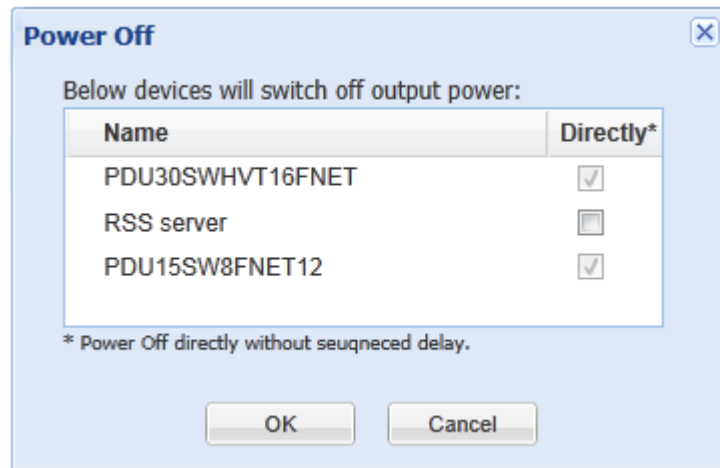 Power Off
Below devices will switch off output power:
Name Directly*
PDU30SWHVT16FNET
RSS server
PDU15SW8FNET12
* Power Off directly without seuqneced delay.
OK Cancel